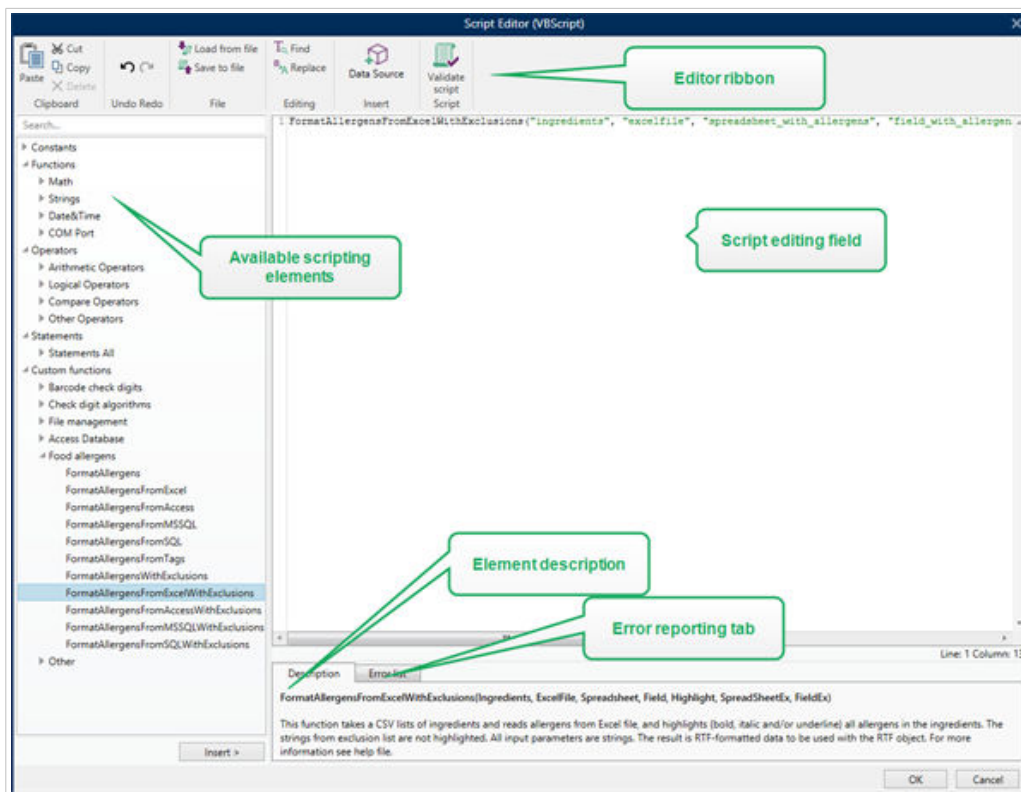 Script Editor (VBScript)
Paste
Cut
Copy
Delete
Clipboard
Undo Redo
Load from file
Save to file
File
Find
Replace
Editing
Data Source
Insert
Validate
script
Script
Editor ribbon
Search...
Constants
Functions
Math
Strings
Date&Time
COM Port
Operators
Arithmetic Operators
Logical Operators
Compare Operators
Other Operators
Statements
Statements All
Custom functions
Barcode check digits
Check digit algorithms
File management
Access Database
Food allergens
FormatAllergens
FormatAllergensFromExcel
FormatAllergensFromAccess
FormatAllergensFromMSSQL
FormatAllergensFromSQL
FormatAllergensFromTags
FormatAllergensWithExclusions
FormatAllergensFromExcelWithExclusions
FormatAllergensFromAccessWithExclusions
FormatAllergensFromMSSQLWithExclusions
FormatAllergensFromSQLWithExclusions
Other
Insert >
Available scripting
elements
1 FormatAllergensFromExcelWithExclusions("ingredients", "excelfile", "spreadsheet_with_allergens", "field_with_allergen
Script editing field
Element description
Error reporting tab
Line: 1 Column: 13
Description
Error list
FormatAllergensFromExcelWithExclusions(Ingredients, ExcelFile, Spreadsheet, Field, Highlight, SpreadSheetEx, FieldEx)
This function takes a CSV lists of ingredients and reads allergens from Excel file, and highlights (bold, italic and/or underline) all allergens in the ingredients. The
strings from exclusion list are not highlighted. All input parameters are strings. The result is RTF-formatted data to be used with the RTF object. For more
information see help file.
OK
Cancel